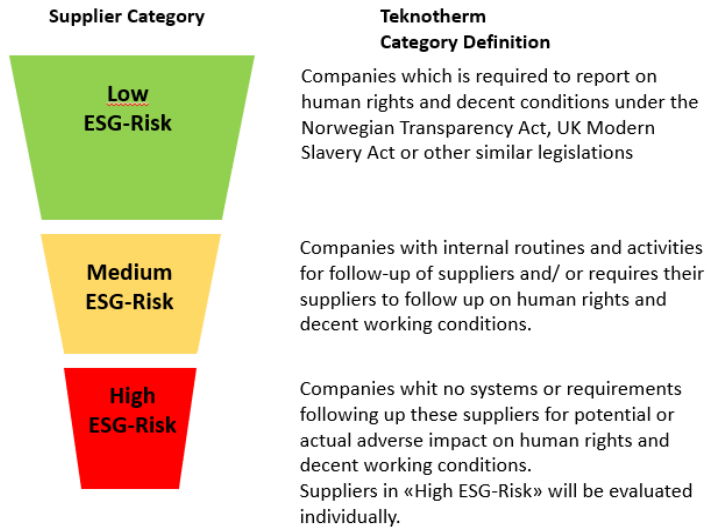 Supplier Category
Teknotherm
Category Definition
Low
ESG-Risk
Companies which is required to report on
human rights and decent conditions under the
Norwegian Transparency Act, UK Modern
Slavery Act or other similar legislations
Medium
ESG-Risk
Companies with internal routines and activities
for follow-up of suppliers and/ or requires their
suppliers to follow up on human rights and
decent working conditions.
High
ESG-Risk
Companies whit no systems or requirements
following up these suppliers for potential or
actual adverse impact on human rights and
decent working conditions.
Suppliers in «High ESG-Risk» will be evaluated
individually.